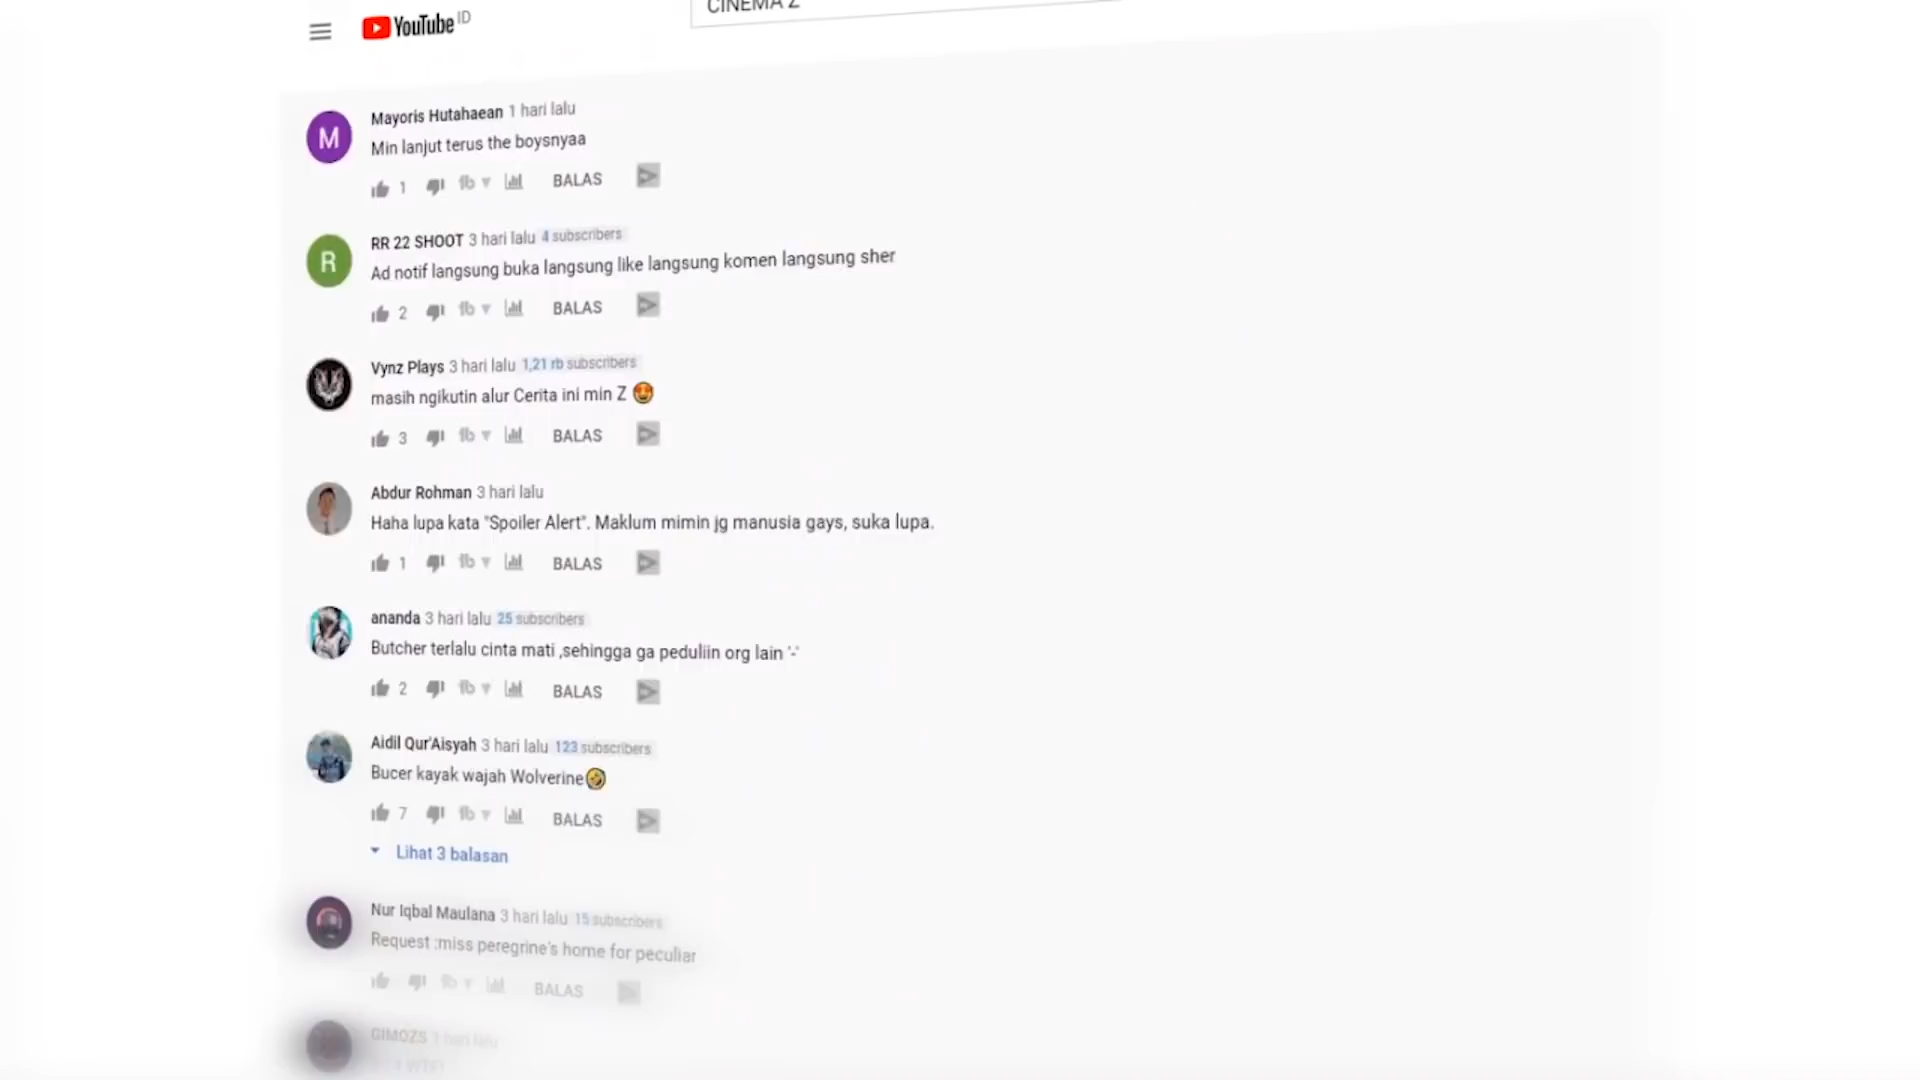 YouTube ID
CINEMA Z
Mayoris Hutahaean 1 hari lalu
Min lanjut terus the boysnyaa
1 BALAS
RR 22 SHOOT 3 hari lalu 4 subscribers
Ad notif langsung buka langsung like langsung komen langsung sher
2 BALAS
Vynz Plays 3 hari lalu 1,21 rb subscribers
masih ngikutin alur Cerita ini min Z 🤩
3 BALAS
Abdur Rohman 3 hari lalu
Haha lupa kata "Spoiler Alert". Maklum mimin jg manusia gays, suka lupa.
1 BALAS
ananda 3 hari lalu 25 subscribers
Butcher terlalu cinta mati ,sehingga ga peduliin org lain '-'
2 BALAS
Aidil Qur'Aisyah 3 hari lalu 123 subscribers
Bucer kayak wajah Wolverine🤣
7 BALAS
Lihat 3 balasan
Nur Iqbal Maulana 3 hari lalu 15 subscribers
Request :miss peregrine's home for peculiar
BALAS
GIMOZS hari lalu